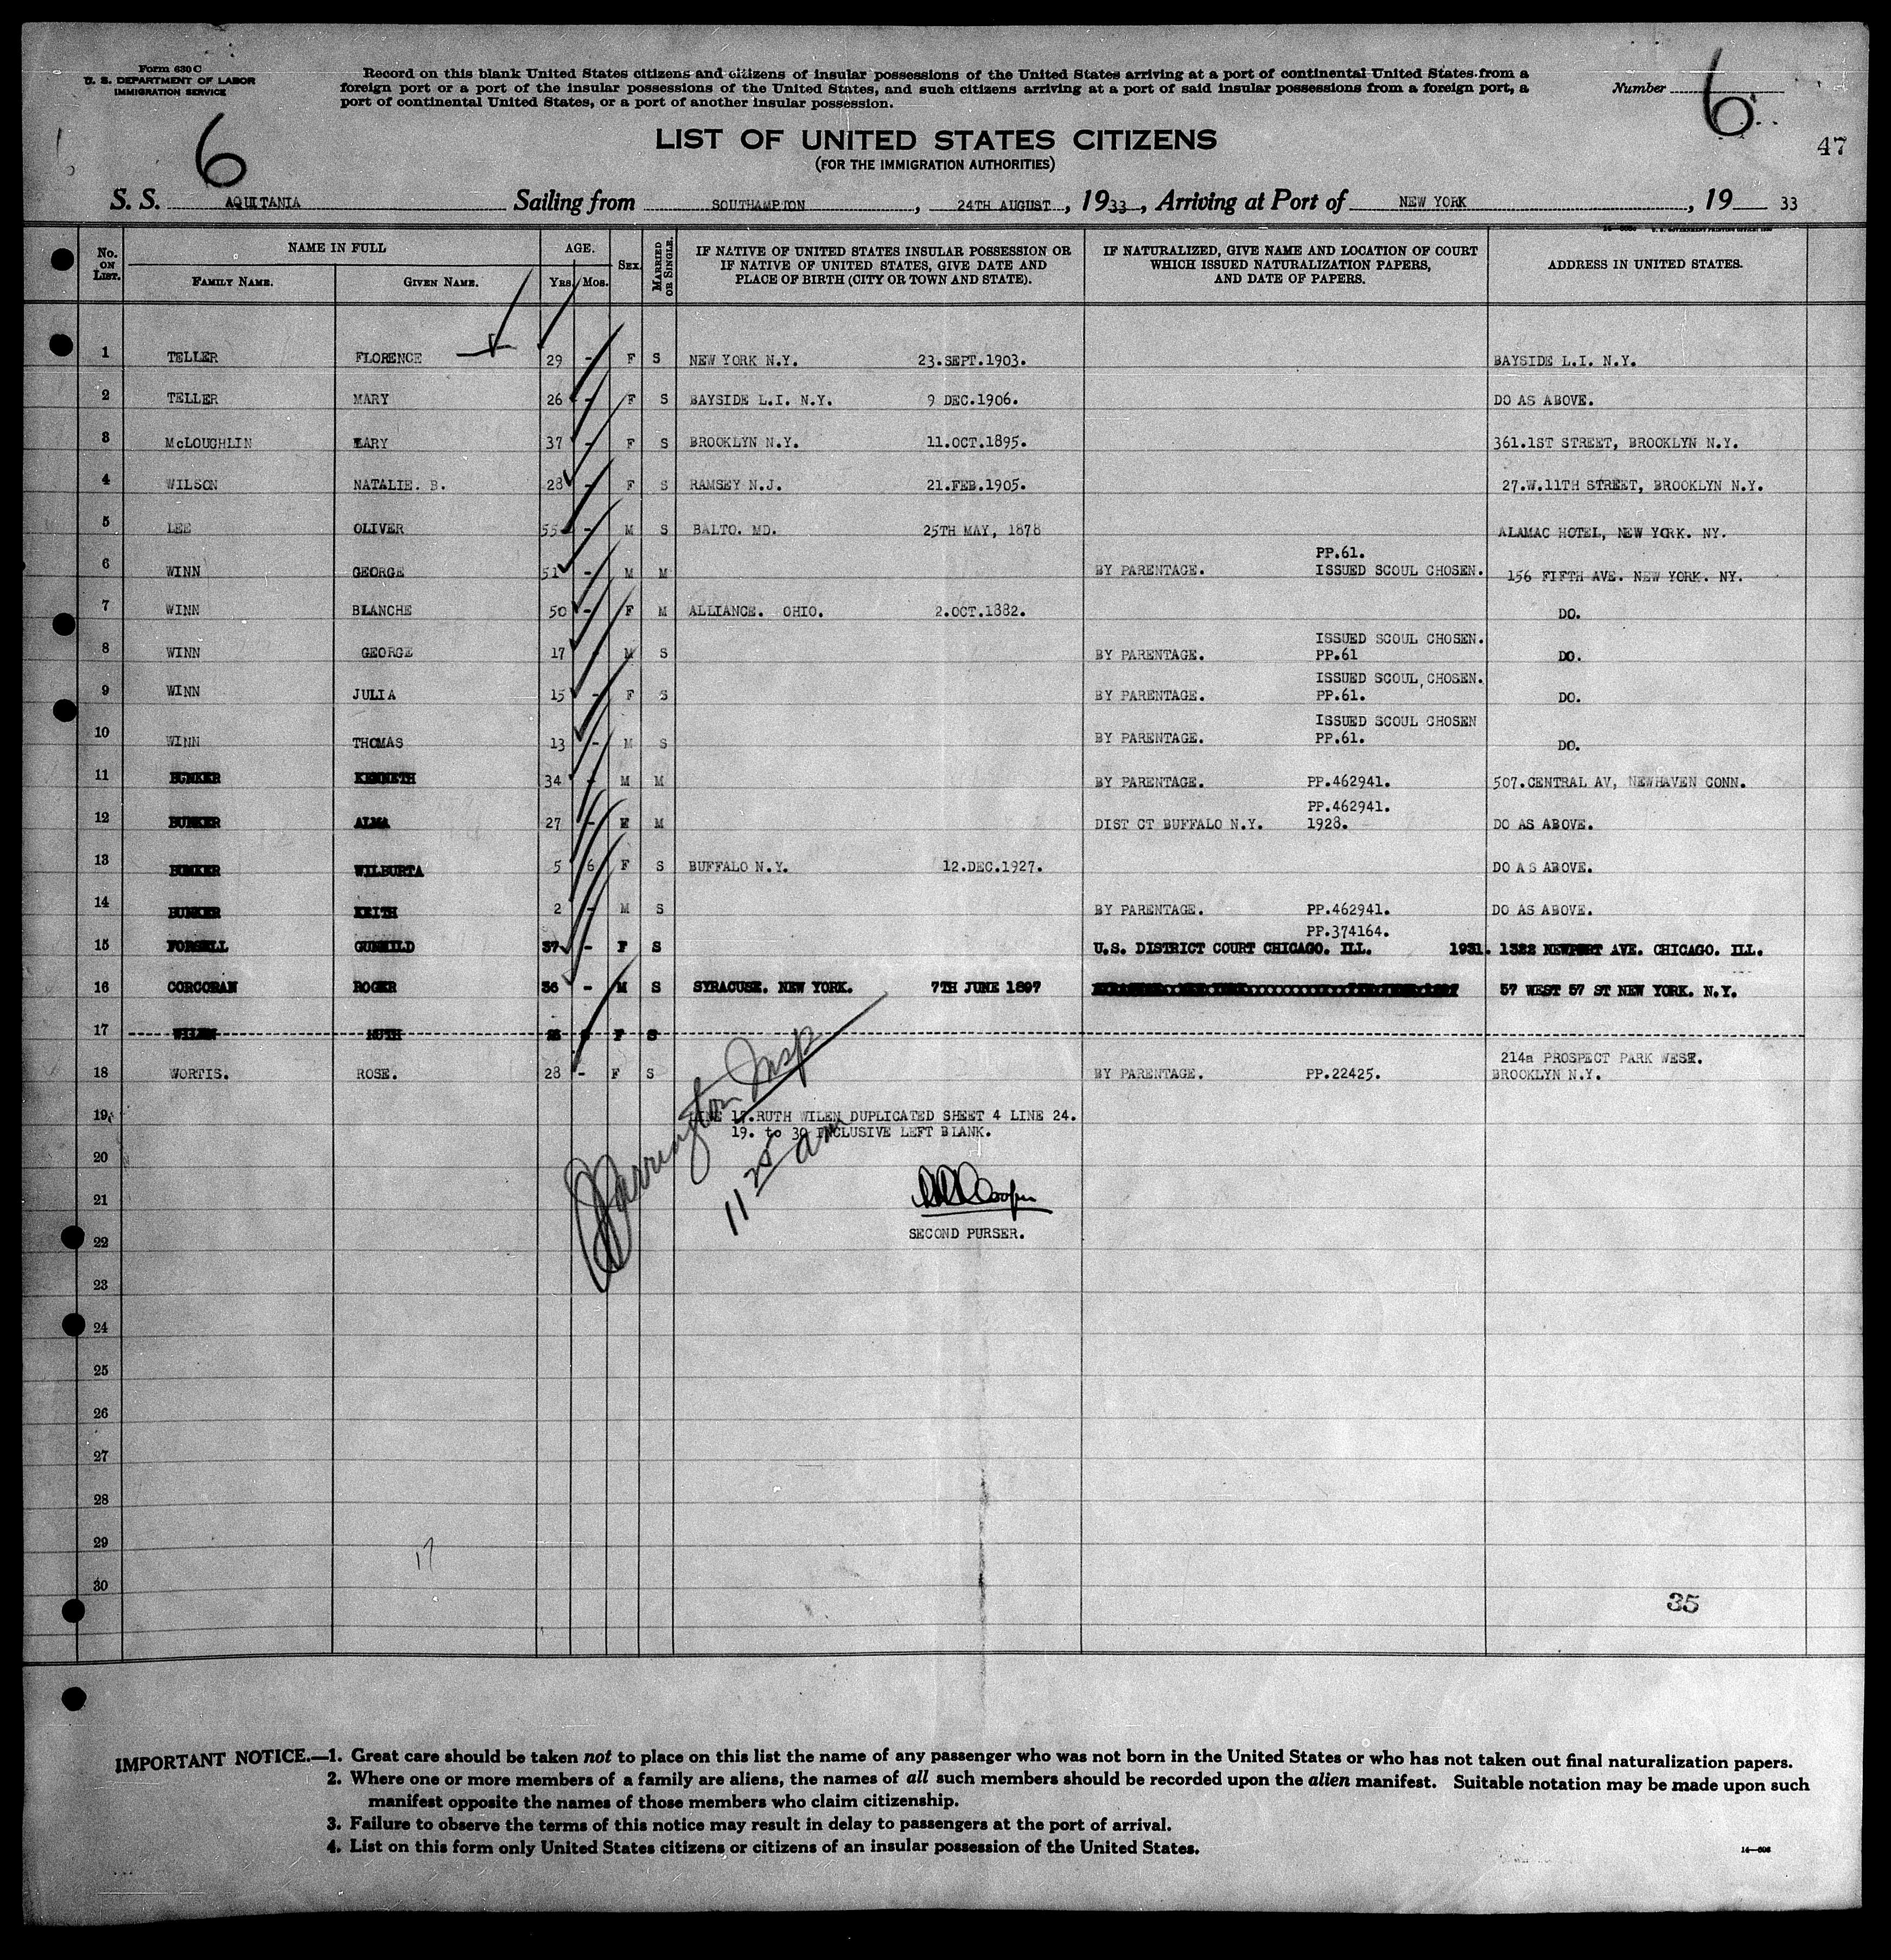 Form 630 C
U. S. DEPARTMENT OF LABOR
IMMIGRATION SERVICE
Record on this blank United States citizens and citizens of insular possessions of the United States arriving at a port of continental United States from a
foreign port or a port of the insular possessions of the United States, and such citizens arriving at a port of said insular possessions from a foreign port, a
port of continental United States, or a port of another insular possession.
Number 6
47
6
LIST OF UNITED STATES CITIZENS
(FOR THE IMMIGRATION AUTHORITIES)
S. S. AQUITANIA Sailing from SOUTHAMPTON, 24TH AUGUST, 1933, Arriving at Port of NEW YORK, 19 33
No. ON LIST. NAME IN FULL FAMILY NAME. GIVEN NAME. AGE. YRS. MOS. SEX. MARRIED OR SINGLE. IF NATIVE OF UNITED STATES INSULAR POSSESSION OR IF NATIVE OF UNITED STATES, GIVE DATE AND PLACE OF BIRTH (CITY OR TOWN AND STATE). IF NATURALIZED, GIVE NAME AND LOCATION OF COURT WHICH ISSUED NATURALIZATION PAPERS, AND DATE OF PAPERS. ADDRESS IN UNITED STATES.
1 TELLER FLORENCE 29 - F S NEW YORK N.Y. 23.SEPT.1903. BAYSIDE L.I. N.Y.
2 TELLER MARY 26 - F S BAYSIDE L.I. N.Y. 9 DEC.1906. DO AS ABOVE.
3 McLOUGHLIN MARY 37 - F S BROOKLYN N.Y. 11.OCT.1895. 361.1ST STREET, BROOKLYN N.Y.
4 WILSON NATALIE. B. 28 - F S RAMSEY N.J. 21.FEB.1905. 27.W.11TH STREET, BROOKLYN N.Y.
5 LEE OLIVER 55 - M S BALTO. MD. 25TH MAY, 1878 ALAMAC HOTEL, NEW YORK. NY.
PP.61.
6 WINN GEORGE 51 - M M BY PARENTAGE. ISSUED SCOUL CHOSEN. 156 FIFTH AVE. NEW YORK. NY.
7 WINN BLANCHE 50 - F M ALLIANCE. OHIO. 2.OCT.1882. DO.
ISSUED SCOUL CHOSEN.
8 WINN GEORGE 17 - M S BY PARENTAGE. PP.61 DO.
ISSUED SCOUL CHOSEN.
9 WINN JULIA 15 - F S BY PARENTAGE. PP.61. DO.
ISSUED SCOUL CHOSEN
10 WINN THOMAS 13 - M S BY PARENTAGE. PP.61. DO.
11 BUNKER KENNETH 34 - M M BY PARENTAGE. PP.462941. 507.CENTRAL AV, NEWHAVEN CONN.
PP.462941.
12 BUNKER ALMA 27 - F M DIST CT BUFFALO N.Y. 1928. DO AS ABOVE.
13 BUNKER WILBURTA 5 6 F S BUFFALO N.Y. 12.DEC.1927. DO AS ABOVE.
14 BUNKER KEITH 2 - M S BY PARENTAGE. PP.462941. DO AS ABOVE.
PP.374164.
15 FORSELL GUNHILD 37 - F S U.S. DISTRICT COURT CHICAGO. ILL. 1931. 1322 NEWPORT AVE. CHICAGO. ILL.
16 CORCORAN ROGER 36 - M S SYRACUSE. NEW YORK. 7TH JUNE 1897 57 WEST 57 ST NEW YORK. N.Y.
17 WILEN RUTH F S
214a PROSPECT PARK WEST.
18 WORTIS. ROSE. 28 - F S BY PARENTAGE. PP.22425. BROOKLYN N.Y.
19 LINE 17.RUTH WILEN DUPLICATED SHEET 4 LINE 24.
19. to 30 INCLUSIVE LEFT BLANK.
Insp
11 25 am
20
21 Cooper
22 SECOND PURSER.
23
24
25
26
27
28
29
17
30
35
IMPORTANT NOTICE.—1. Great care should be taken not to place on this list the name of any passenger who was not born in the United States or who has not taken out final naturalization papers.
2. Where one or more members of a family are aliens, the names of all such members should be recorded upon the alien manifest. Suitable notation may be made upon such
manifest opposite the names of those members who claim citizenship.
3. Failure to observe the terms of this notice may result in delay to passengers at the port of arrival.
4. List on this form only United States citizens or citizens of an insular possession of the United States.